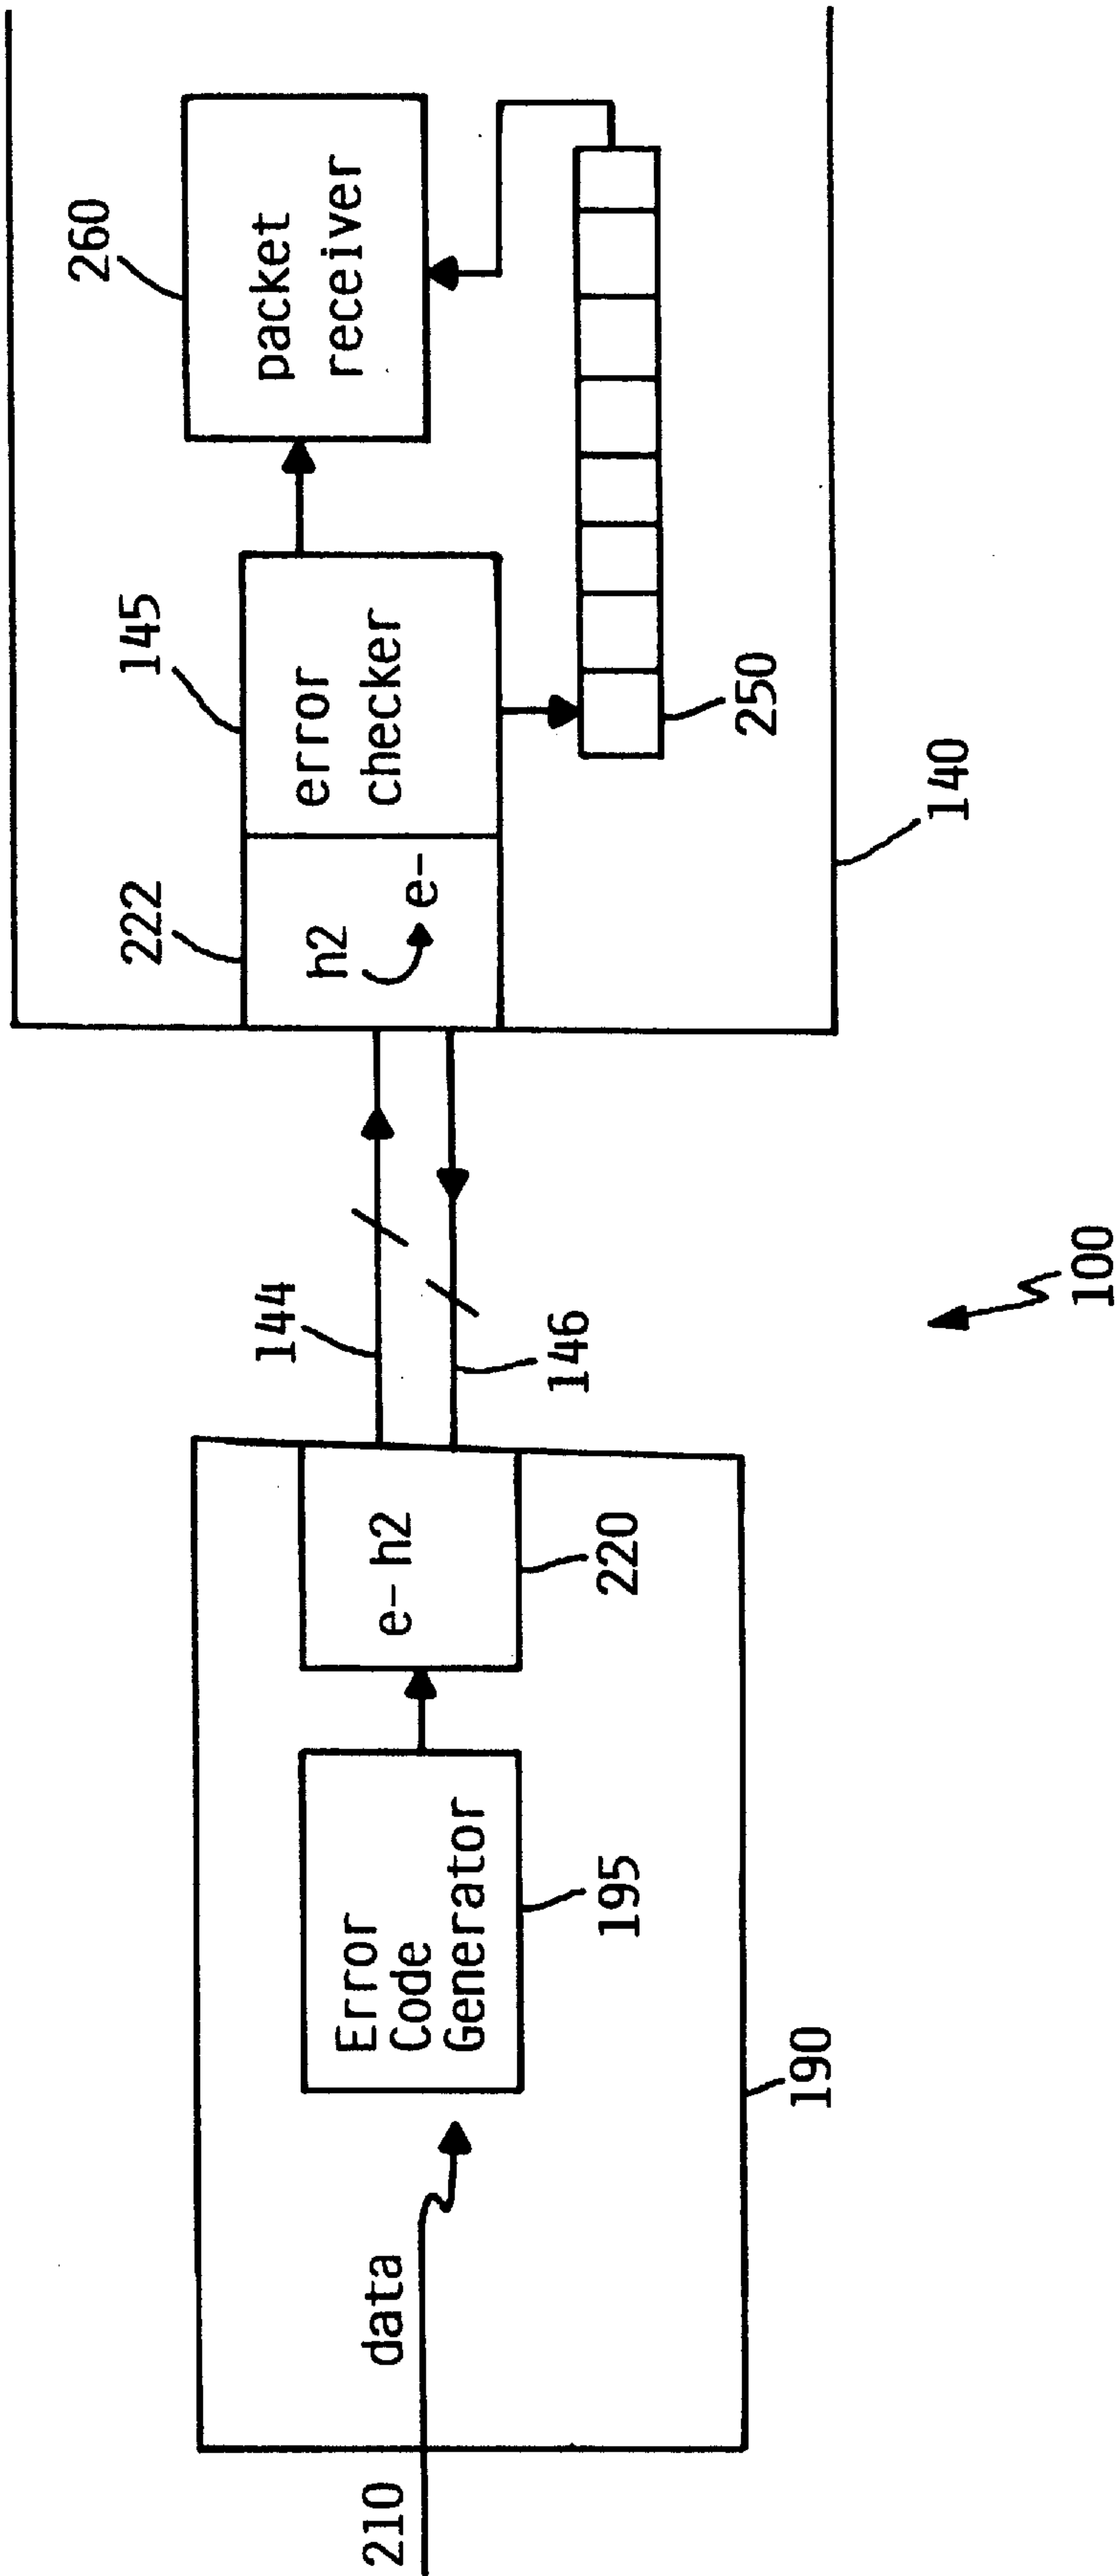 210
data
Error
Code
Generator
195
190
e- h2
220
144
146
100
h2
e-
222
error
checker
145
250
140
packet
receiver
260